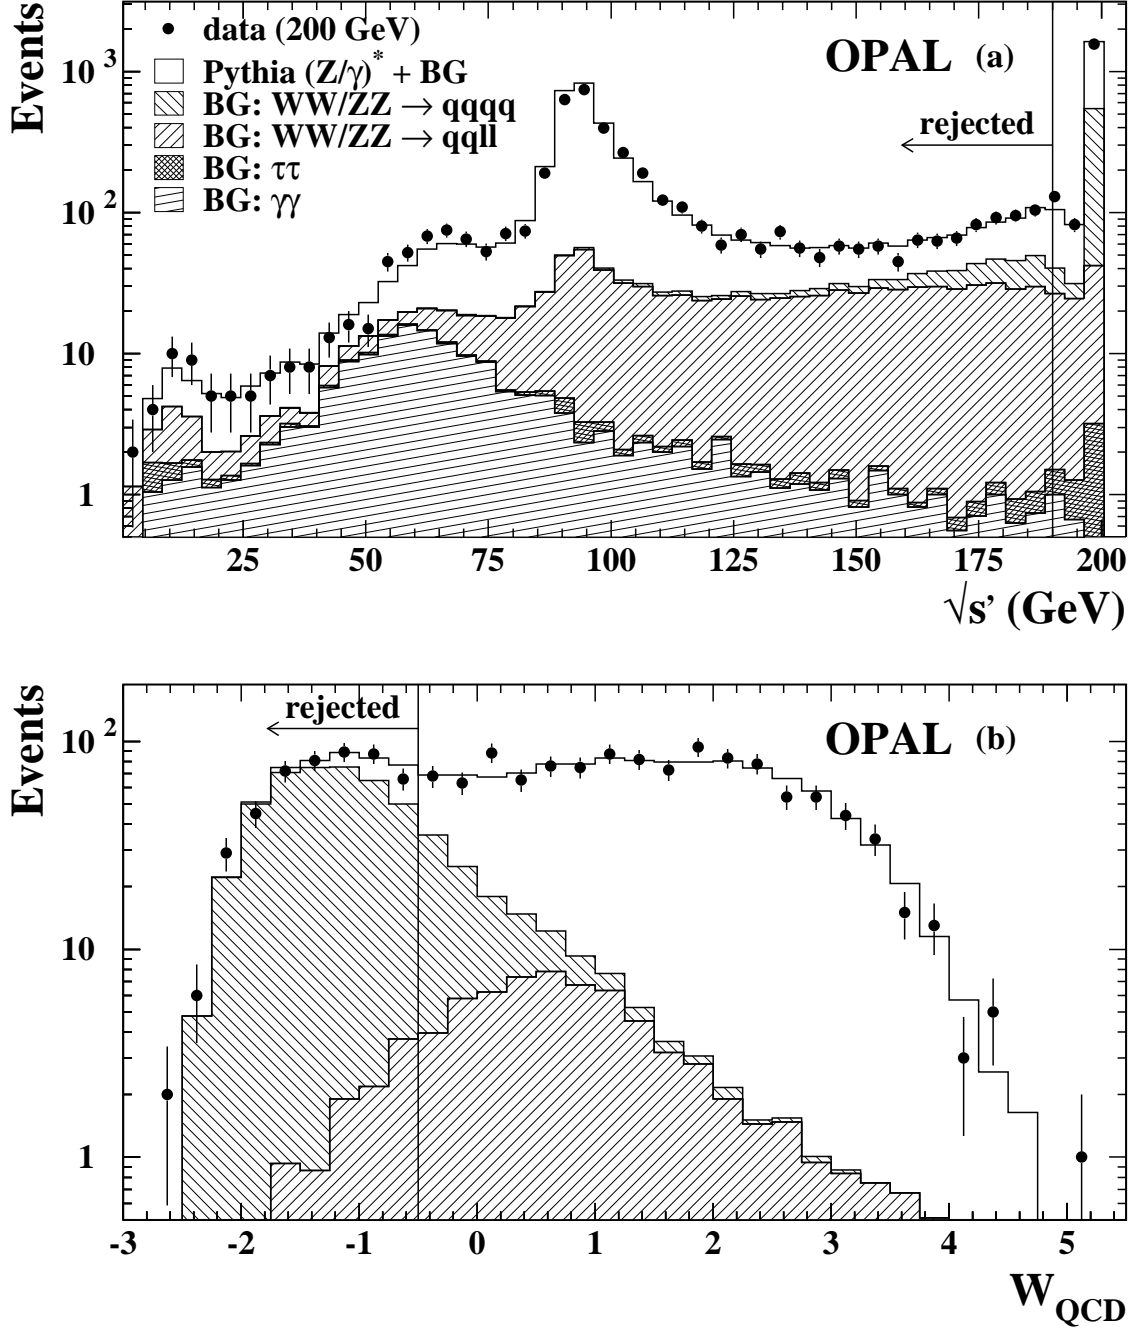 Events
10³
10²
10
1
data (200 GeV)
Pythia (Z/γ)* + BG
BG: WW/ZZ → qqqq
BG: WW/ZZ → qqll
BG: ττ
BG: γγ
OPAL (a)
rejected
25 50 75 100 125 150 175 200
√s’ (GeV)
Events
10²
10
1
rejected
OPAL (b)
-3 -2 -1 0 1 2 3 4 5
W_QCD